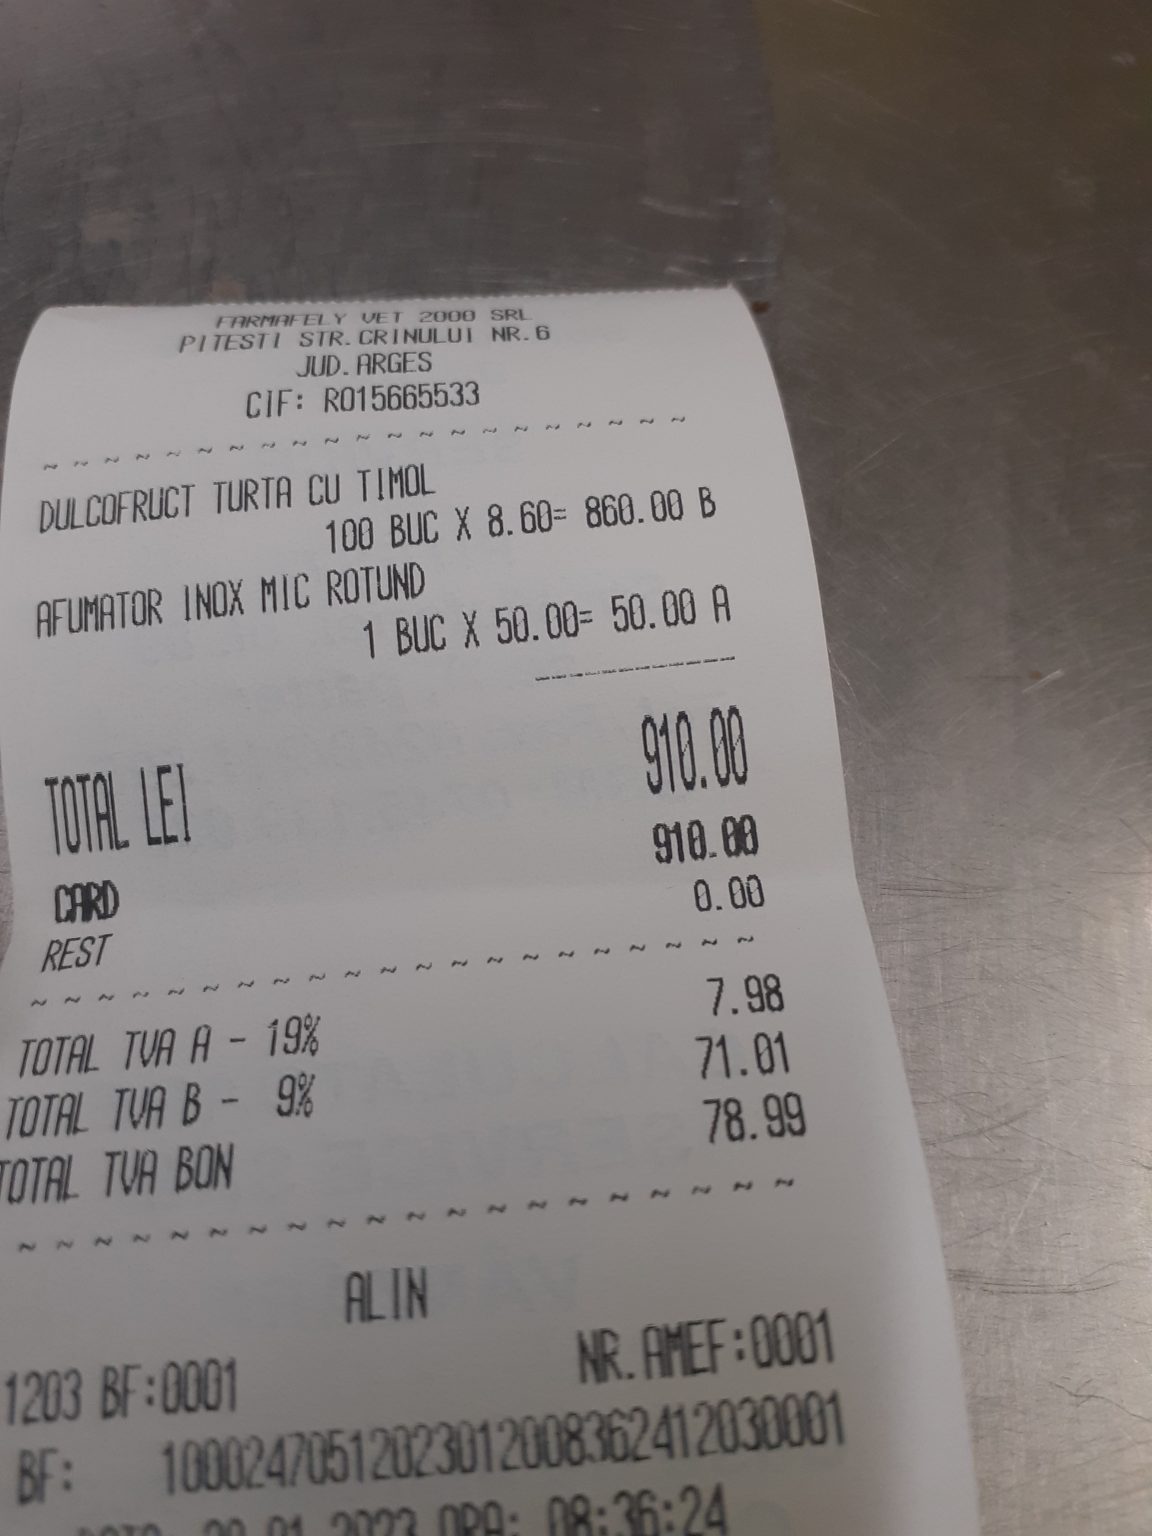 FARMAFELY VET 2000 SRL
PITESTI STR.CRINULUI NR.6
JUD.ARGES
CIF: RO15665533
DULCOFRUCT TURTA CU TIMOL
100 BUC X 8.60= 860.00 B
AFUMATOR INOX MIC ROTUND
1 BUC X 50.00= 50.00 A
TOTAL LEI 910.00
CARD 910.00
REST 0.00
TOTAL TVA A - 19% 7.98
TOTAL TVA B - 9% 71.01
TOTAL TVA BON 78.99
ALIN
1203 BF:0001 NR.AMEF:0001
BF: 10002470512023012008362412030001
2023 ORA: 08:36:24